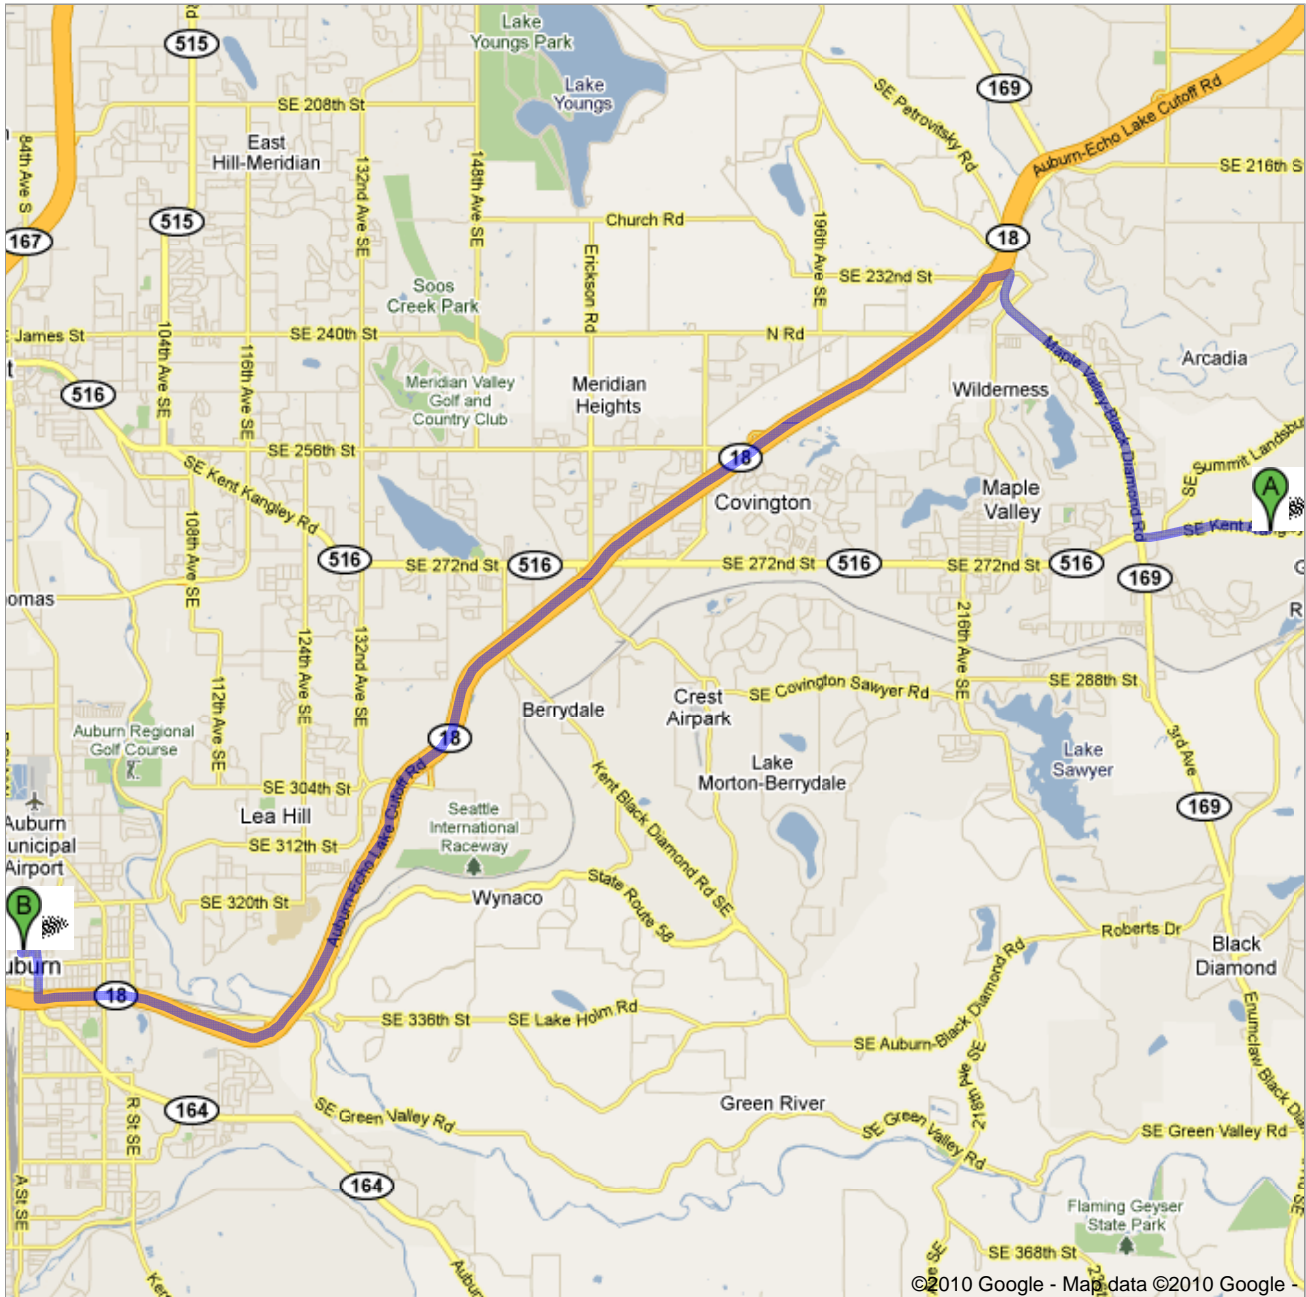 Lake
Youngs Park
515
Lake
Youngs
169
SE 208th St
SE Petrovitsky Rd
Auburn-Echo Lake Cutoff Rd
84th Ave S
East
Hill-Meridian
132nd Ave SE
148th Ave SE
SE 216th S
515
Church Rd
196th Ave SE
167
18
Erickson Rd
SE 232nd St
Soos
Creek Park
James St
SE 240th St
N Rd
104th Ave SE
116th Ave SE
Maple Valley-Black Diamond Rd
Arcadia
516
Meridian Valley
Golf and
Country Club
Meridian
Heights
Wilderness
SE 256th St
18
SE Summit Landsbu
SE Kent Kangley Rd
Covington
Maple
Valley
A
108th Ave SE
SE Kent
516
SE 272nd St
516
SE 272nd St
516
SE 272nd St
516
169
omas
124th Ave SE
132nd Ave SE
216th Ave SE
R
112th Ave SE
Crest
Airpark
SE Covington Sawyer Rd
SE 288th St
Berrydale
Auburn Regional
Golf Course
18
3rd Ave
Lake
Sawyer
Lake
Morton-Berrydale
SE 304th St
Kent Black Diamond Rd SE
169
Lea Hill
Auburn
unicipal
Airport
Seattle
International
Raceway
SE 312th St
Auburn-Echo Lake Cutoff Rd
B
SE 320th St
Wynaco
State Route 58
Roberts Dr
uburn
Black
Diamond
18
SE 336th St
SE Lake Holm Rd
SE Auburn-Black Diamond Rd
Enumclaw Black Dia
218th Ave SE
164
R St SE
SE Green Valley Rd
Green River
SE Green Valley Rd
SE Green Valley Rd
A St SE
164
Flaming Geyser
State Park
SE 368th St
Auburn
©2010 Google - Map data ©2010 Google -